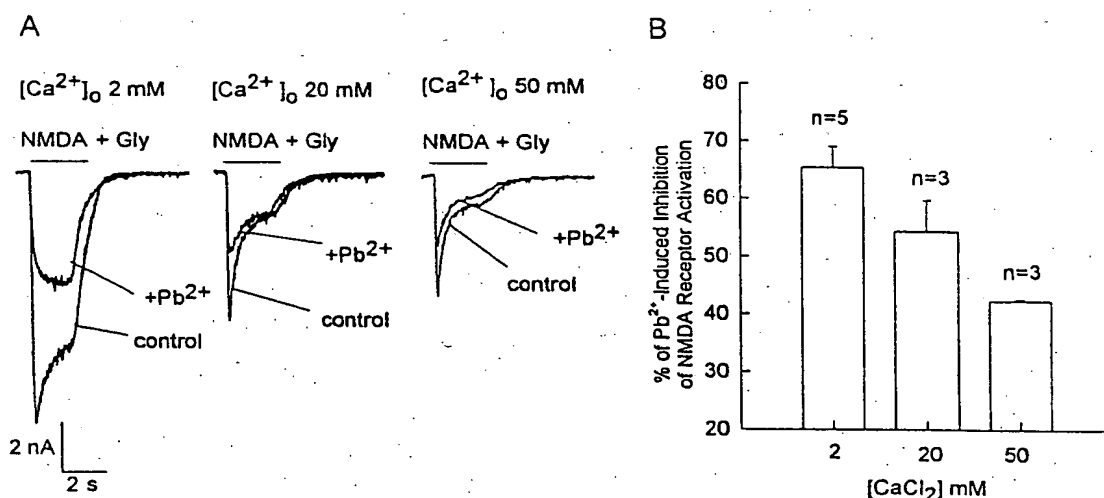 A
[Ca2+]o 2 mM
[Ca2+]o 20 mM
[Ca2+]o 50 mM
NMDA + Gly
NMDA + Gly
NMDA + Gly
+Pb2+
control
+Pb2+
control
+Pb2+
control
2 nA
2 s
B
% of Pb2+-Induced Inhibition
of NMDA Receptor Activation
80
70
60
50
40
30
20
n=5
n=3
n=3
2
20
50
[CaCl2] mM